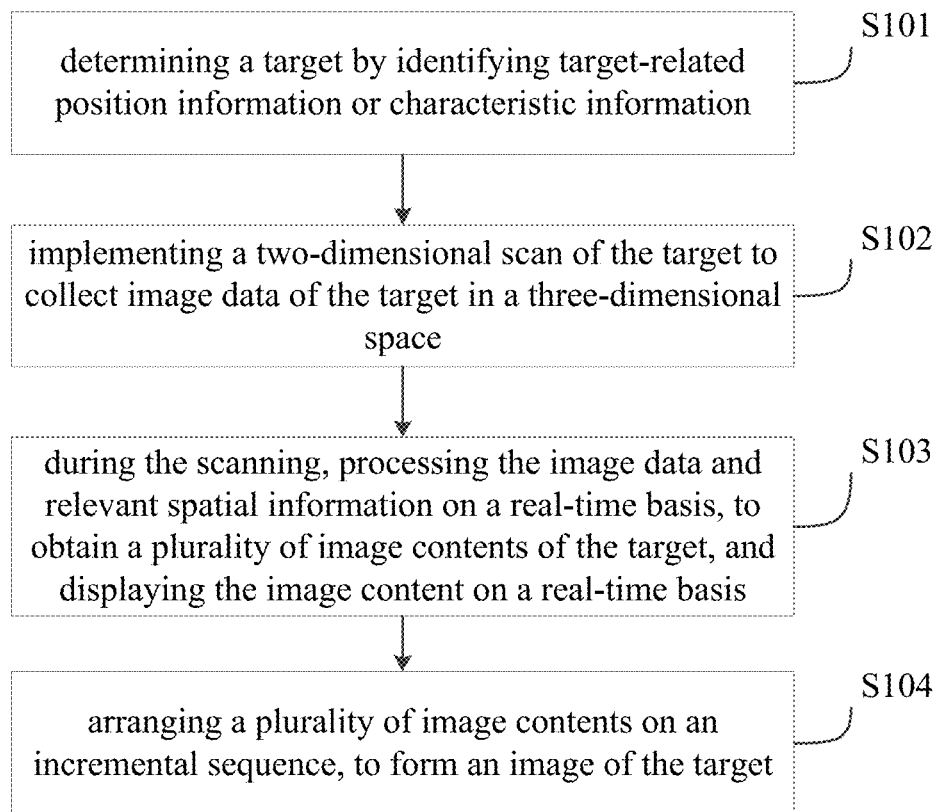 S101
determining a target by identifying target-related
position information or characteristic information
S102
implementing a two-dimensional scan of the target to
collect image data of the target in a three-dimensional
space
S103
during the scanning, processing the image data and
relevant spatial information on a real-time basis, to
obtain a plurality of image contents of the target, and
displaying the image content on a real-time basis
S104
arranging a plurality of image contents on an
incremental sequence, to form an image of the target